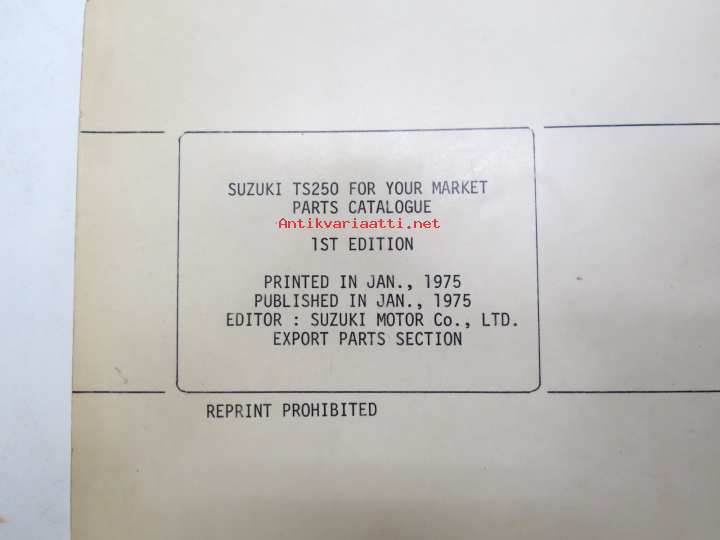 SUZUKI TS250 FOR YOUR MARKET
PARTS CATALOGUE
Antikvariaatti.net
1ST EDITION
PRINTED IN JAN., 1975
PUBLISHED IN JAN., 1975
EDITOR : SUZUKI MOTOR Co., LTD.
EXPORT PARTS SECTION
REPRINT PROHIBITED